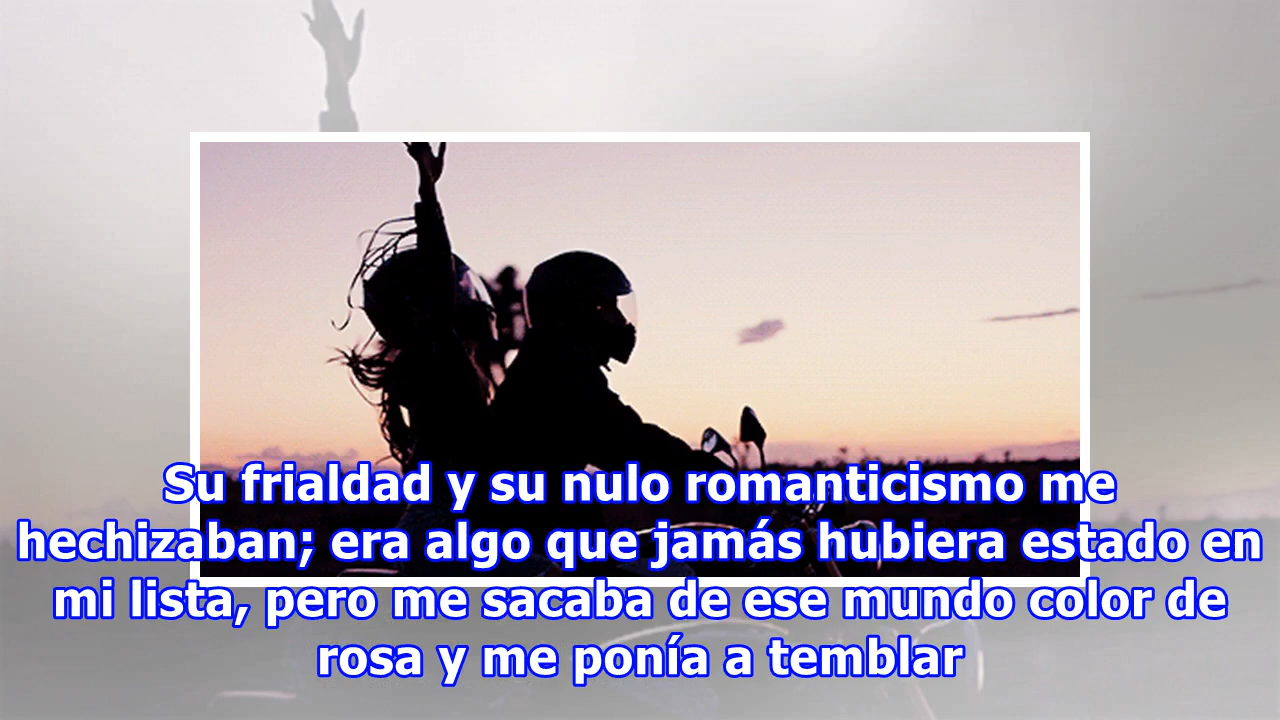 Su frialdad y su nulo romanticismo me
hechizaban; era algo que jamás hubiera estado en
mi lista, pero me sacaba de ese mundo color de
rosa y me ponía a temblar